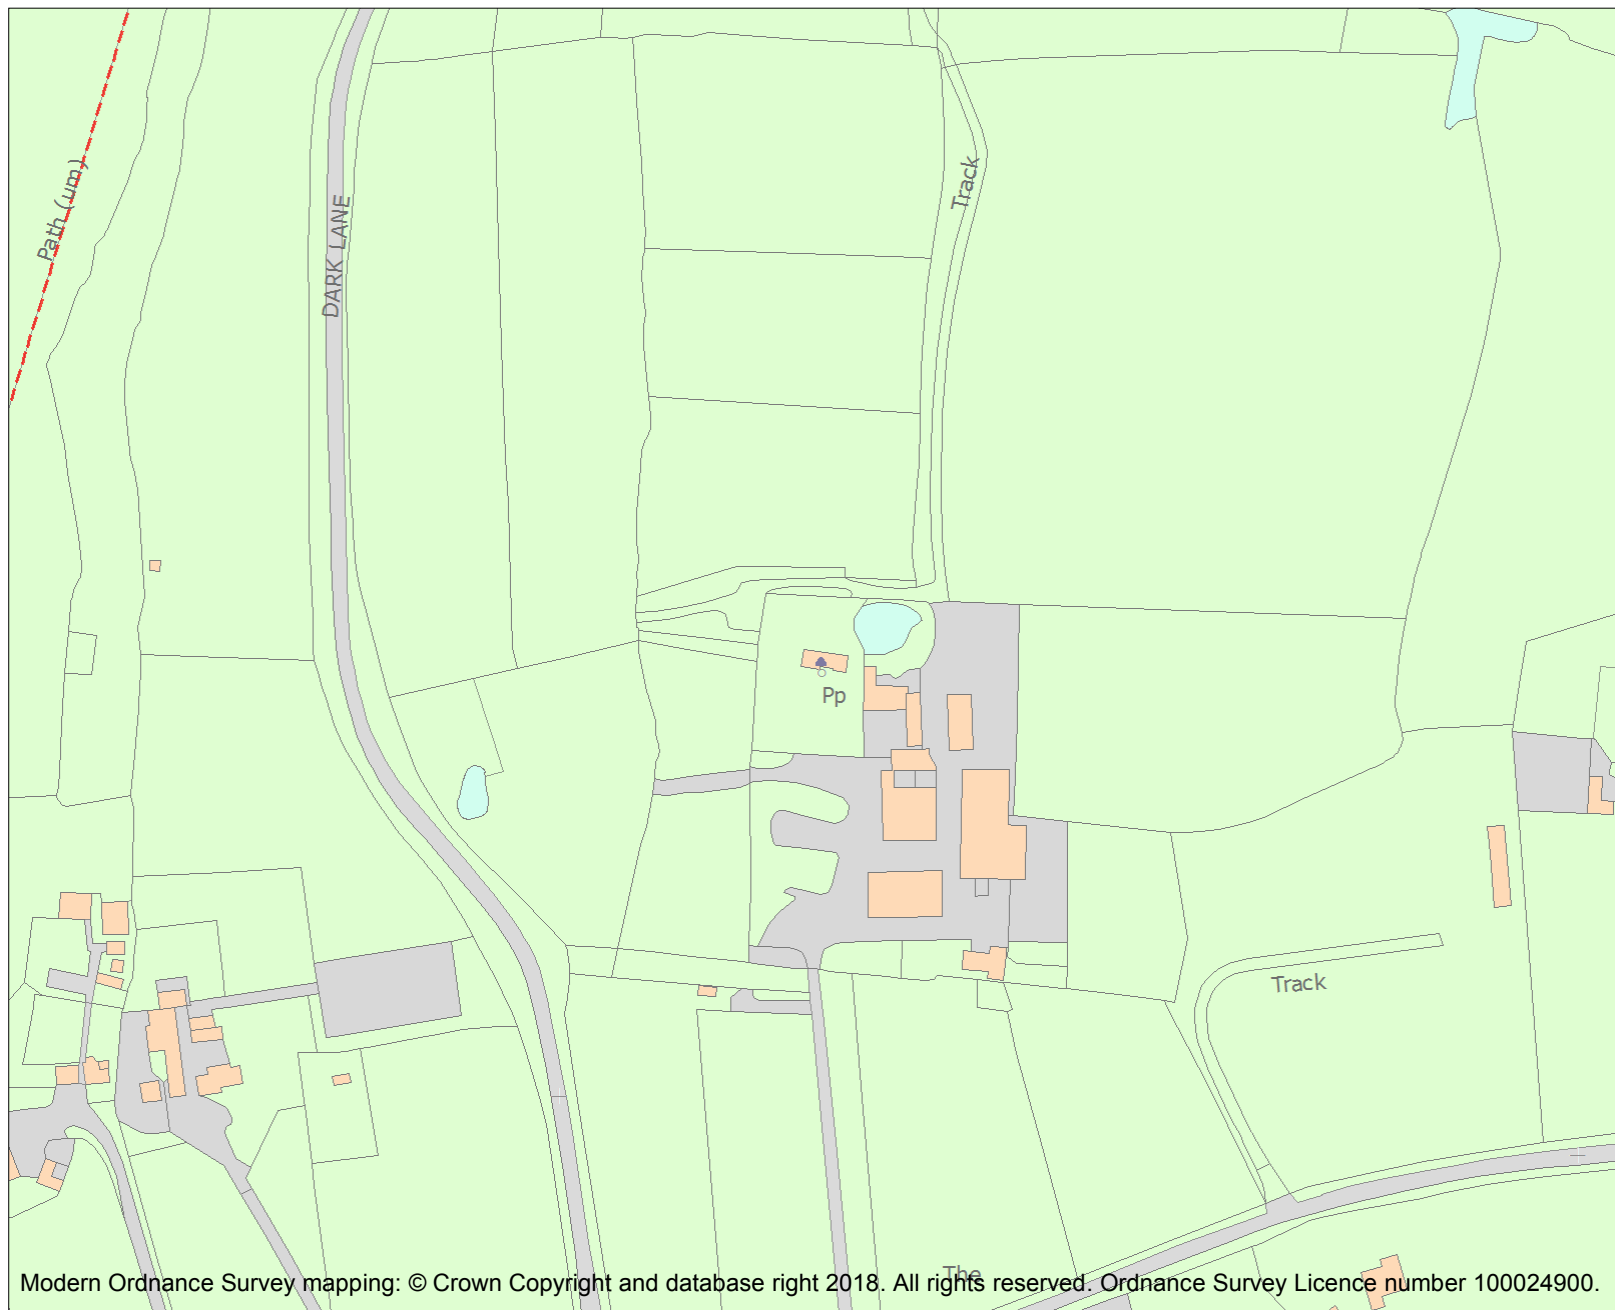 Path (um)
DARK LANE
Track
Pp
Track
The
Modern Ordnance Survey mapping: © Crown Copyright and database right 2018. All rights reserved. Ordnance Survey Licence number 100024900.